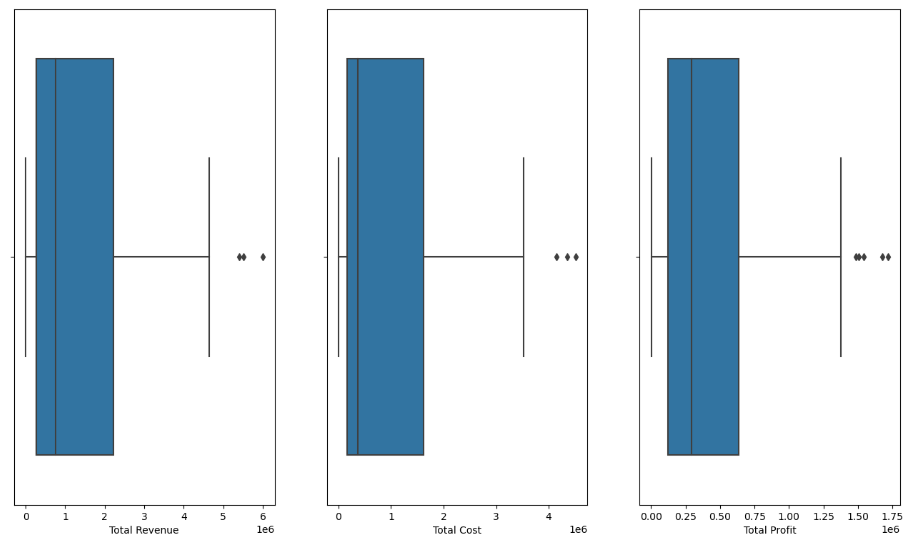 0 1 2 3 4 5 6
Total Revenue
1e6
0 1 2 3 4
Total Cost
1e6
0.00 0.25 0.50 0.75 1.00 1.25 1.50 1.75
Total Profit
1e6